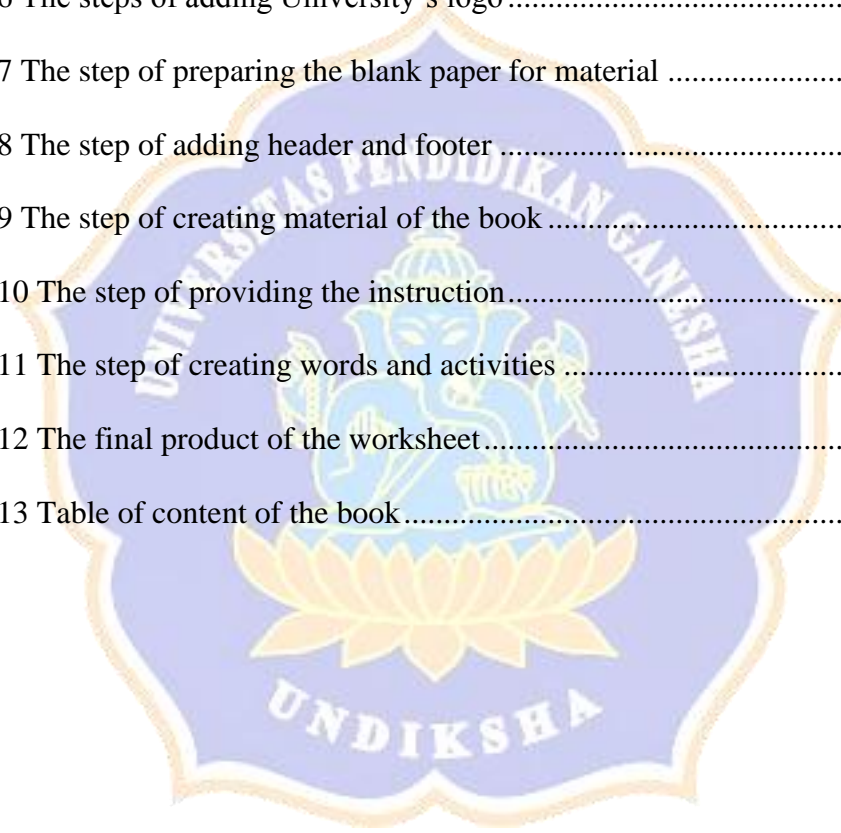 6 The steps of adding University's logo....................................
7 The step of preparing the blank paper for material ...................
8 The step of adding header and footer .....................................
9 The step of creating material of the book ................................
10 The step of providing the instruction....................................
11 The step of creating words and activities ..............................
12 The final product of the worksheet.......................................
13 Table of content of the book...............................................
UNIVERSITAS PENDIDIKAN GANESHA
UNDIKSHA